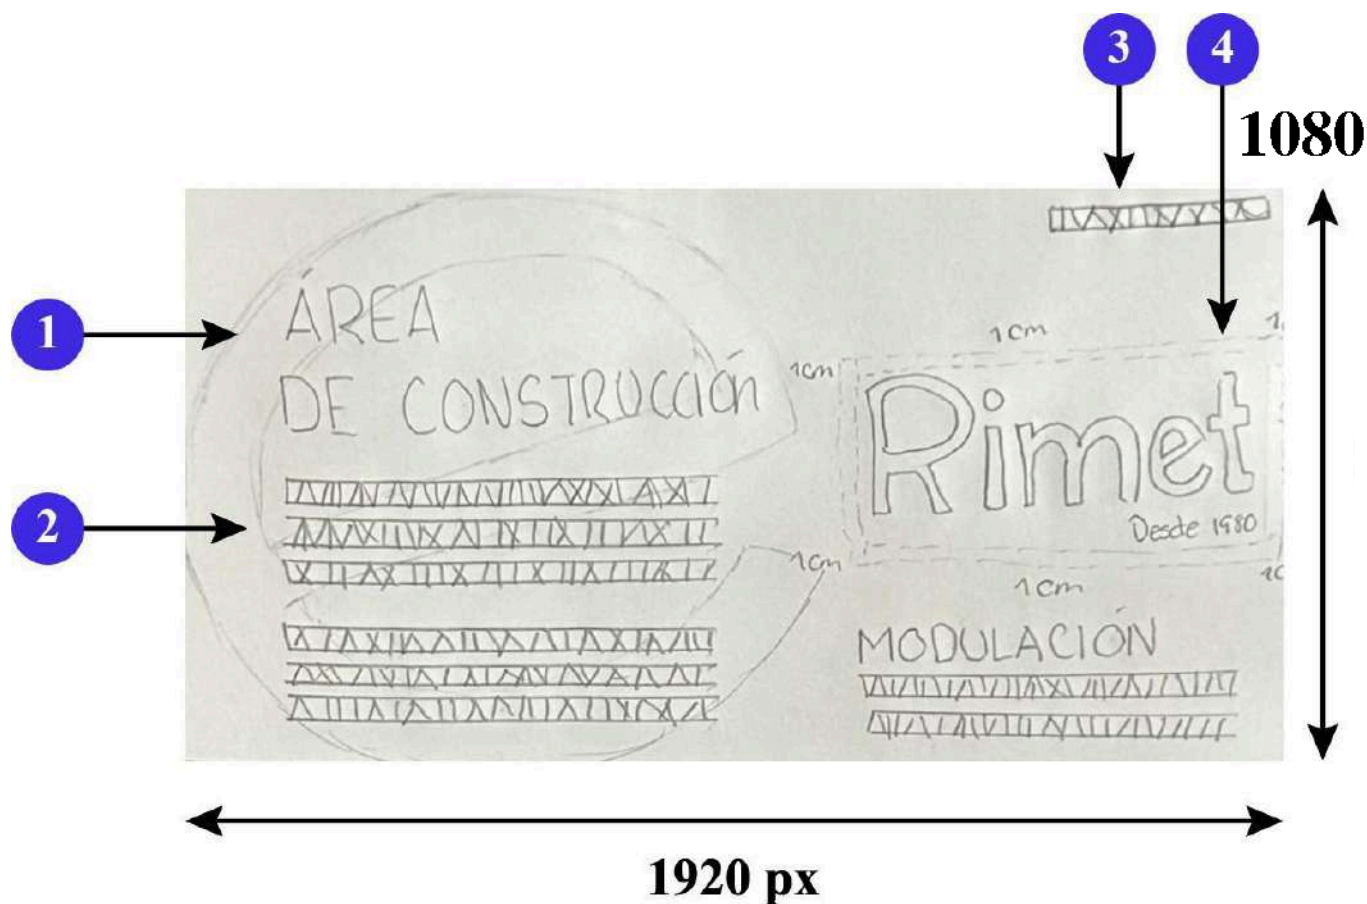 3
4
1080
1
ÁREA
DE CONSTRUCCIÓN
2
1cm
1cm
Rimet
Desde 1980
1cm
1cm
MODULACIÓN
1920 px